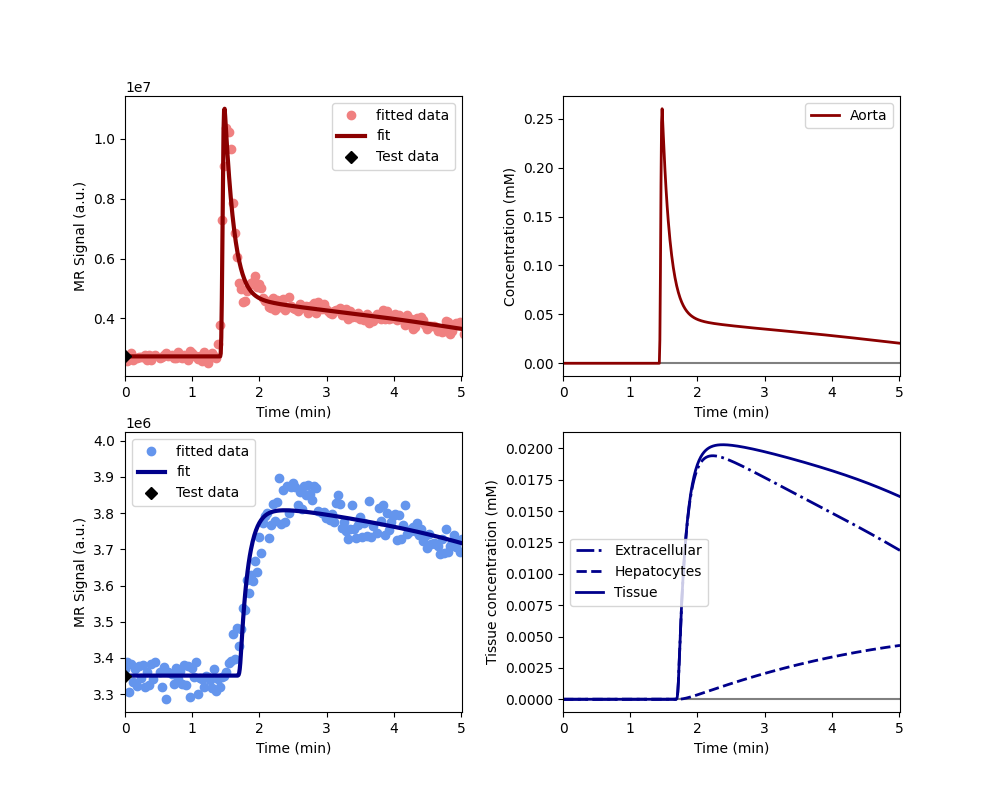 1e7
MR Signal (a.u.)
1.0
0.8
0.6
0.4
fitted data
fit
Test data
0 1 2 3 4 5
Time (min)
Concentration (mM)
0.25
0.20
0.15
0.10
0.05
0.00
Aorta
0 1 2 3 4 5
Time (min)
1e6
MR Signal (a.u.)
4.0
3.9
3.8
3.7
3.6
3.5
3.4
3.3
fitted data
fit
Test data
0 1 2 3 4 5
Time (min)
Tissue concentration (mM)
0.0200
0.0175
0.0150
0.0125
0.0100
0.0075
0.0050
0.0025
0.0000
Extracellular
Hepatocytes
Tissue
0 1 2 3 4 5
Time (min)